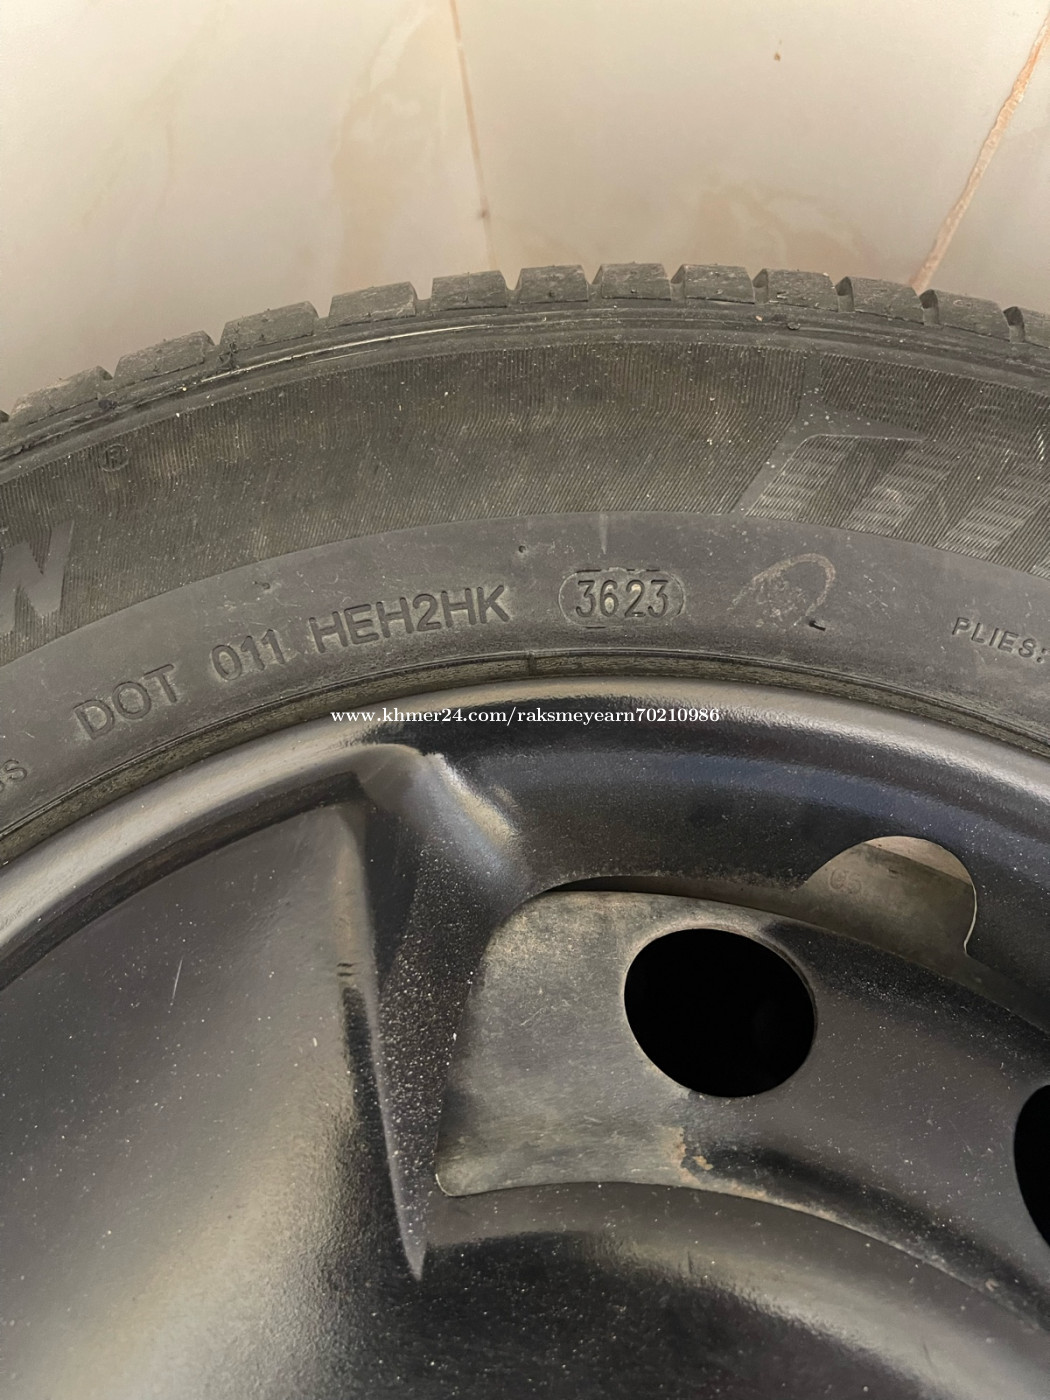 ®
N
DOT 011 HEH2HK 3623
PLIES:
www.khmer24.com/raksmeyearn70210986